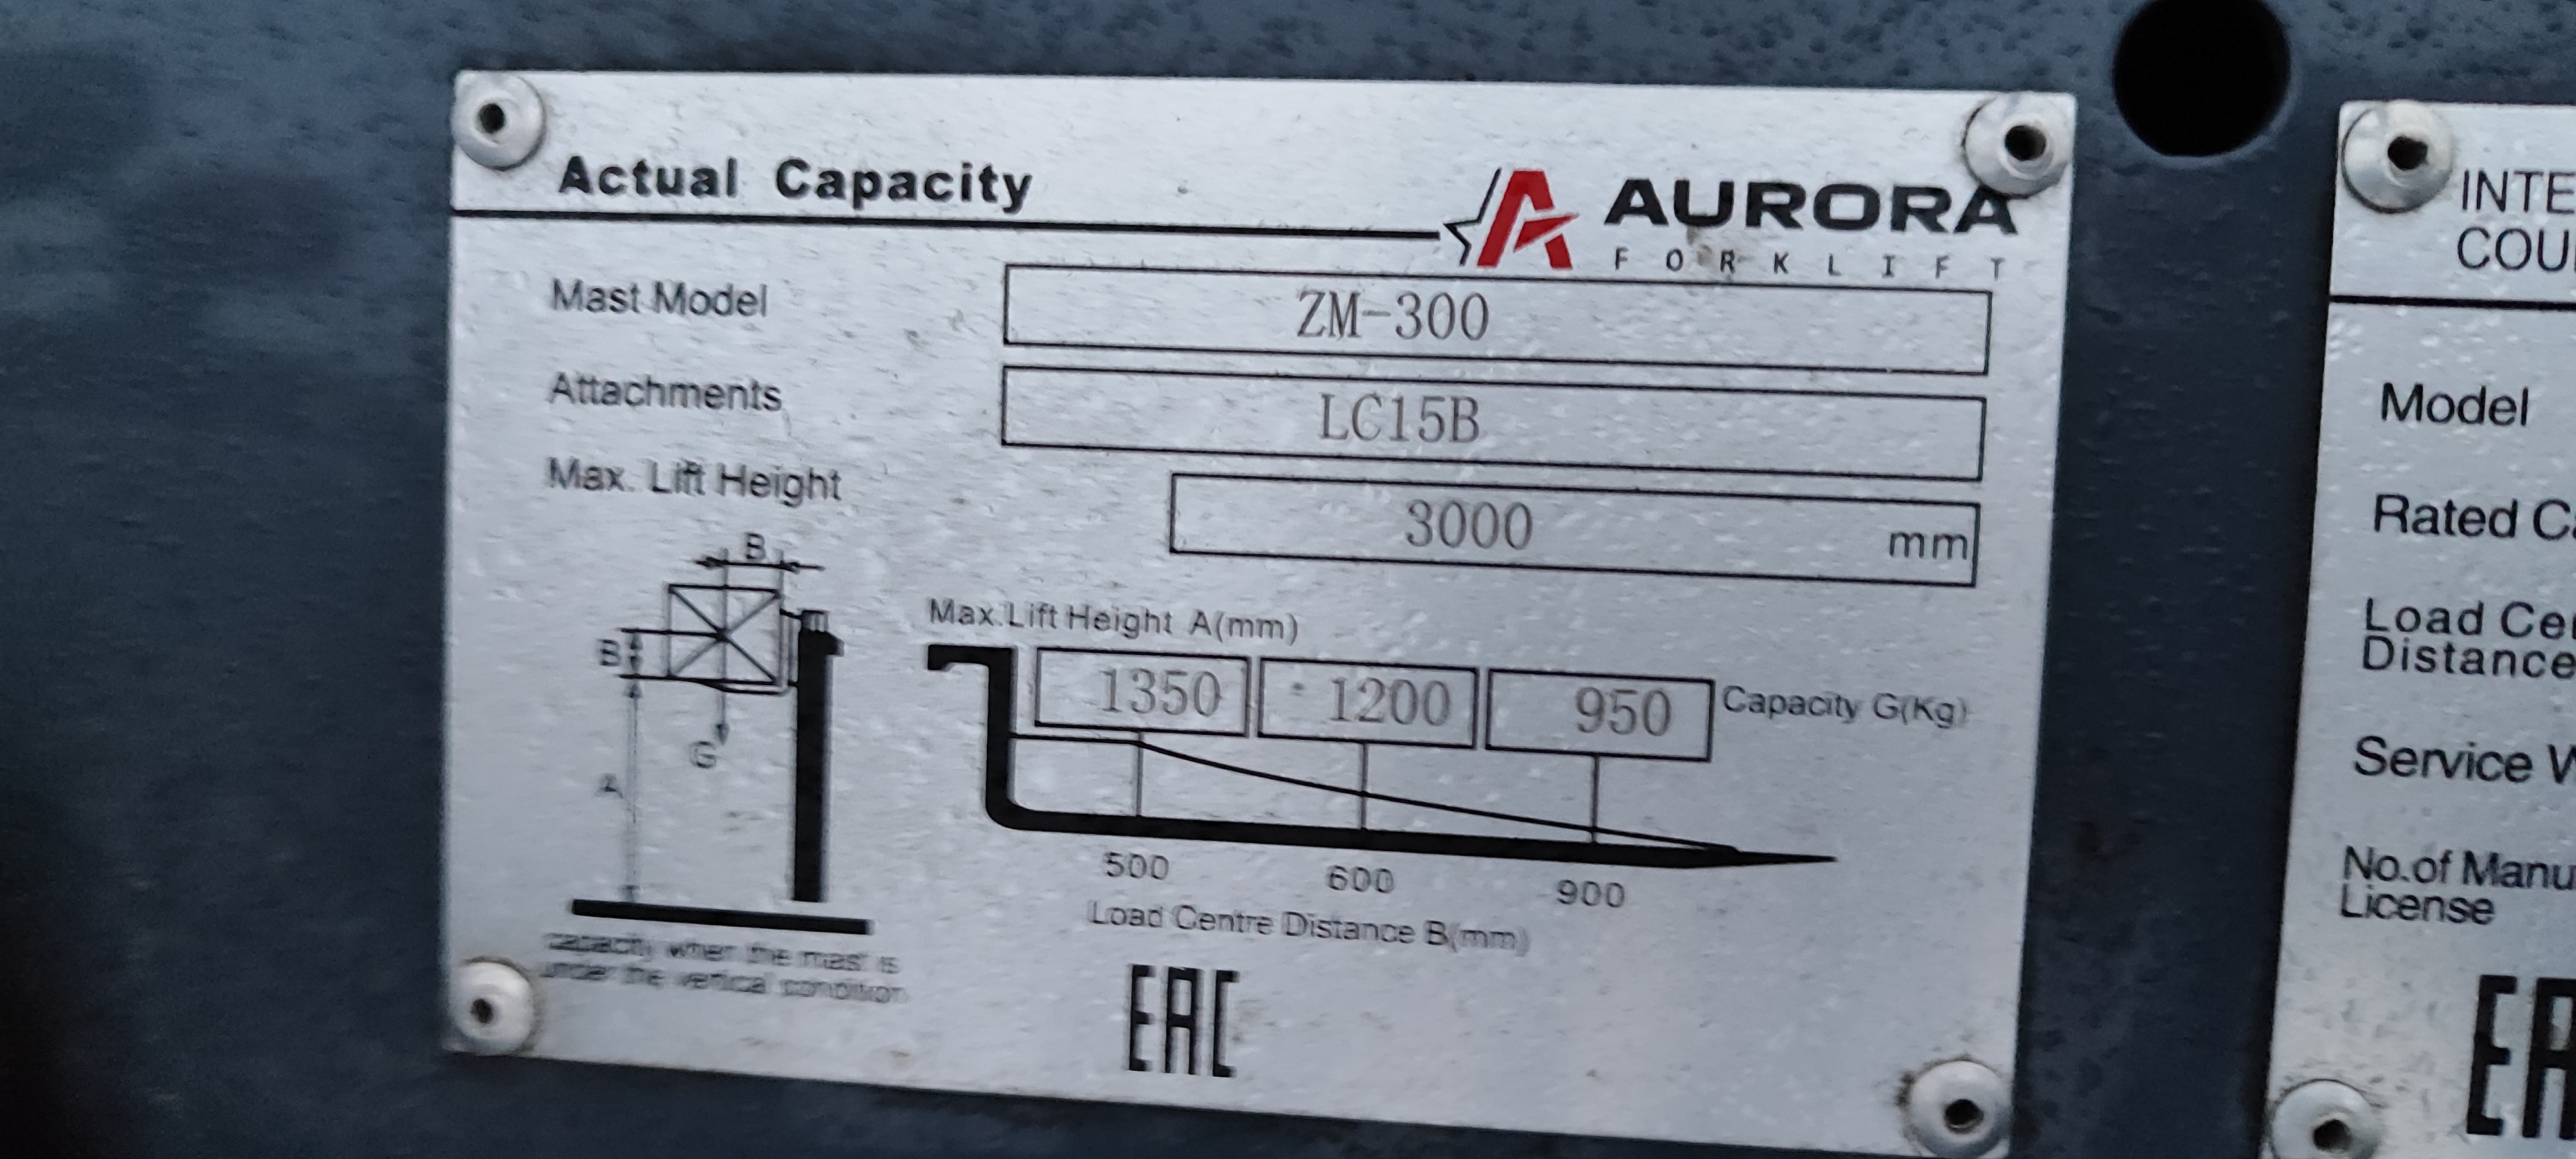 Actual Capacity
AURORA
FORKLIFT
Mast Model ZM-300
Attachments LC15B
Max. Lift Height 3000 mm
B
B
G
A
Max.Lift Height A(mm)
1350 1200 950 Capacity G(Kg)
500 600 900
Load Centre Distance B(mm)
capacity when the mast is
under the vertical condition
EAC
INTE
COU
Model
Rated C
Load Ce
Distance
Service W
No.of Manu
License
EA